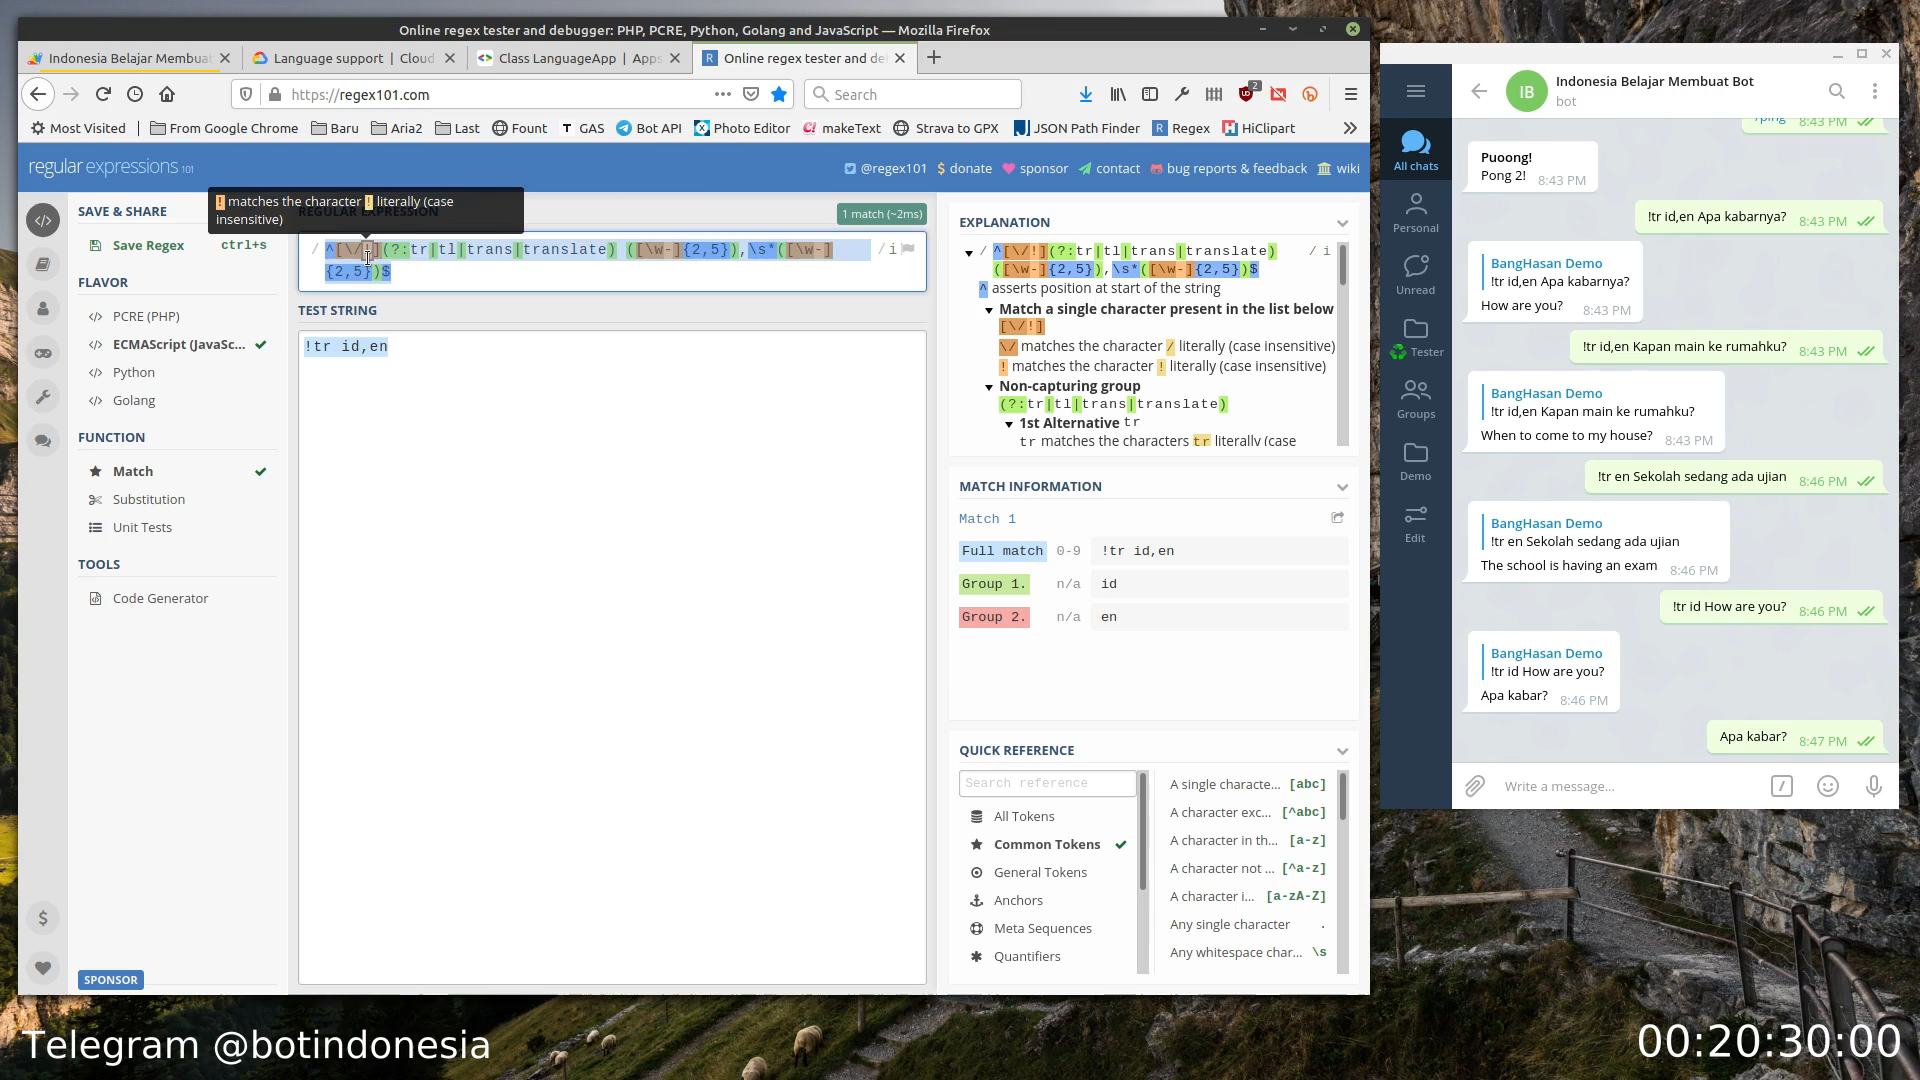 Online regex tester and debugger: PHP, PCRE, Python, Golang and JavaScript — Mozilla Firefox
Indonesia Belajar Membuat
Language support | Cloud
Class LanguageApp | Apps
Online regex tester and de
https://regex101.com
Search
2
Most Visited
From Google Chrome
Baru
Aria2
Last
Fount
GAS
Bot API
Photo Editor
makeText
Strava to GPX
JSON Path Finder
Regex
HiClipart
regular expressions 101
@regex101
donate
sponsor
contact
bug reports & feedback
wiki
! matches the character ! literally (case
insensitive)
SAVE & SHARE
Save Regex
ctrl+s
FLAVOR
PCRE (PHP)
ECMAScript (JavaSc...
Python
Golang
FUNCTION
Match
Substitution
Unit Tests
TOOLS
Code Generator
SPONSOR
REGULAR EXPRESSION
1 match (~2ms)
/ ^[\/!](?:tr|tl|trans|translate) ([\w-]{2,5}),\s*([\w-] / i
{2,5})$
TEST STRING
!tr id,en
EXPLANATION
/ ^[\/!](?:tr|tl|trans|translate) / i
([\w-]{2,5}),\s*([\w-]{2,5})$
^ asserts position at start of the string
Match a single character present in the list below
[\/!]
\/ matches the character / literally (case insensitive)
! matches the character ! literally (case insensitive)
Non-capturing group
(?:tr|tl|trans|translate)
1st Alternative tr
tr matches the characters tr literally (case
MATCH INFORMATION
Match 1
Full match 0-9 !tr id,en
Group 1. n/a id
Group 2. n/a en
QUICK REFERENCE
Search reference
All Tokens
Common Tokens
General Tokens
Anchors
Meta Sequences
Quantifiers
A single characte... [abc]
A character exc... [^abc]
A character in th... [a-z]
A character not ... [^a-z]
A character i... [a-zA-Z]
Any single character .
Any whitespace char... \s
IB
Indonesia Belajar Membuat Bot
bot
All chats
Personal
Unread
Tester
Groups
Demo
Edit
/ping 8:43 PM
Puoong!
Pong 2! 8:43 PM
!tr id,en Apa kabarnya? 8:43 PM
BangHasan Demo
!tr id,en Apa kabarnya?
How are you? 8:43 PM
!tr id,en Kapan main ke rumahku? 8:43 PM
BangHasan Demo
!tr id,en Kapan main ke rumahku?
When to come to my house? 8:43 PM
!tr en Sekolah sedang ada ujian 8:46 PM
BangHasan Demo
!tr en Sekolah sedang ada ujian
The school is having an exam 8:46 PM
!tr id How are you? 8:46 PM
BangHasan Demo
!tr id How are you?
Apa kabar? 8:46 PM
Apa kabar? 8:47 PM
Write a message...
Telegram @botindonesia
00:20:30:00